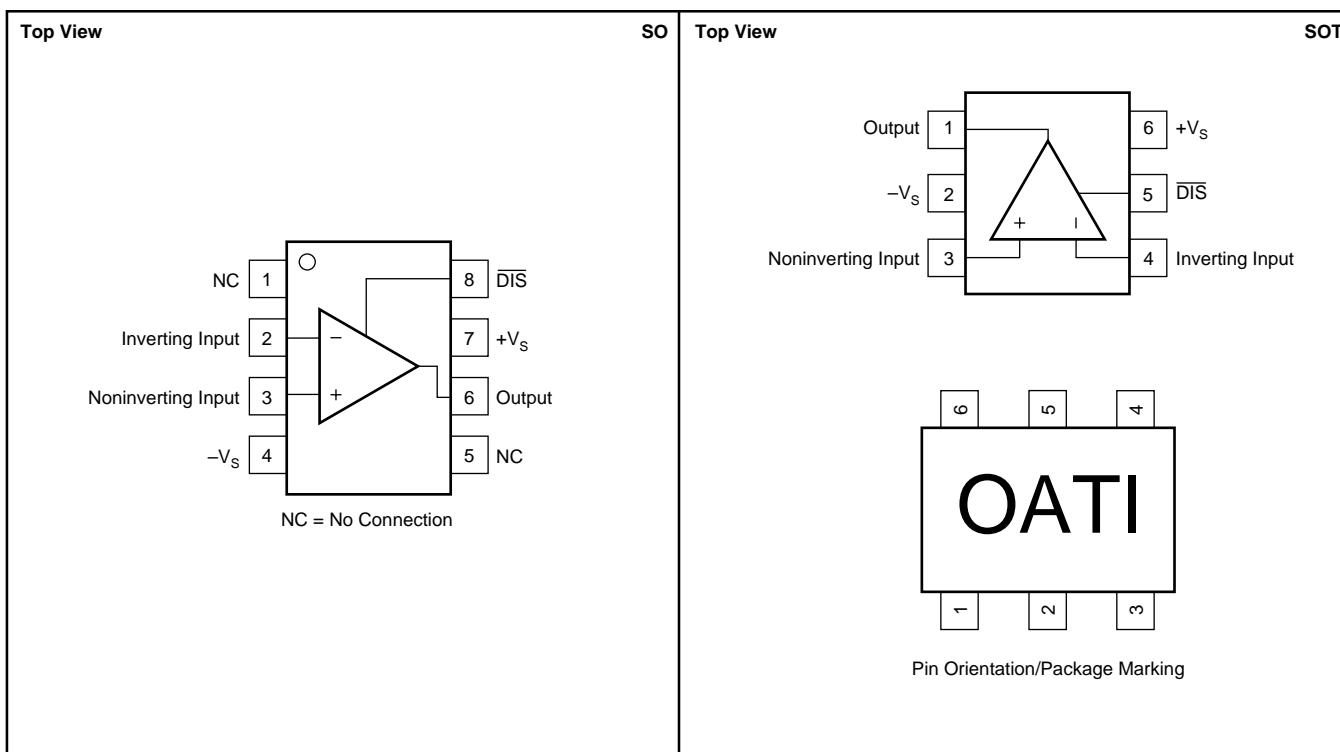 Top View SO
NC 1
8 D̅I̅S̅
Inverting Input 2 −
7 +VS
Noninverting Input 3 +
6 Output
–VS 4
5 NC
NC = No Connection
Top View SOT
Output 1
6 +VS
–VS 2
5 D̅I̅S̅
+ −
Noninverting Input 3
4 Inverting Input
6 5 4
OATI
1 2 3
Pin Orientation/Package Marking